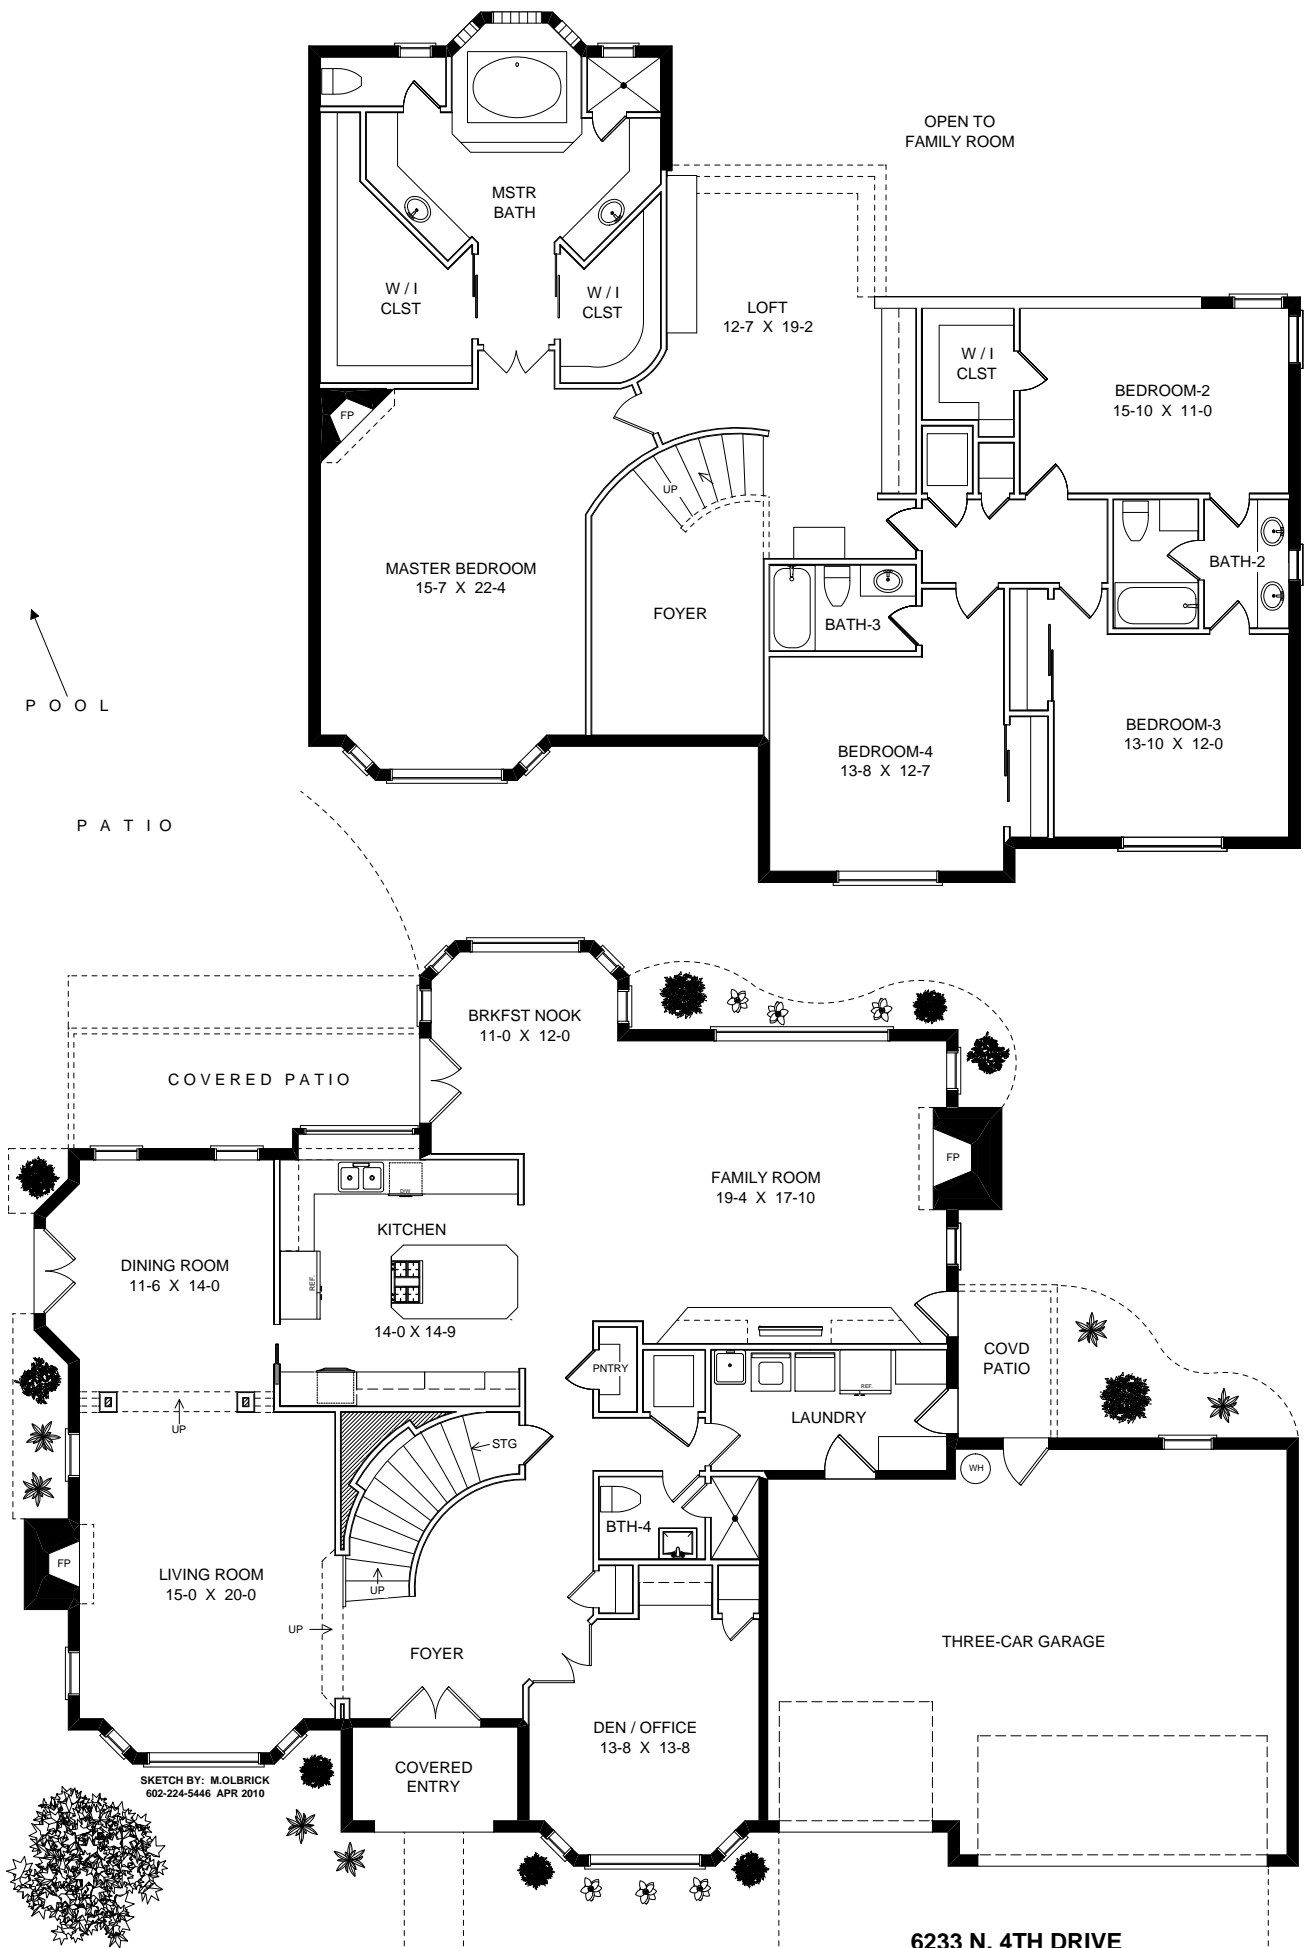 OPEN TO
FAMILY ROOM
MSTR
BATH
W / I
CLST
W / I
CLST
LOFT
12-7 X 19-2
W / I
CLST
BEDROOM-2
15-10 X 11-0
FP
UP
MASTER BEDROOM
15-7 X 22-4
FOYER
BATH-3
BATH-2
BEDROOM-4
13-8 X 12-7
BEDROOM-3
13-10 X 12-0
POOL
PATIO
BRKFST NOOK
11-0 X 12-0
COVERED PATIO
FAMILY ROOM
19-4 X 17-10
FP
D/W
KITCHEN
REF.
14-0 X 14-9
DINING ROOM
11-6 X 14-0
UP
PNTRY
COVD
PATIO
REF.
LAUNDRY
STG
WH
BTH-4
UP
FP
LIVING ROOM
15-0 X 20-0
UP
FOYER
THREE-CAR GARAGE
DEN / OFFICE
13-8 X 13-8
COVERED
ENTRY
SKETCH BY: M.OLBRICK
602-224-5446 APR 2010
6233 N. 4TH DRIVE